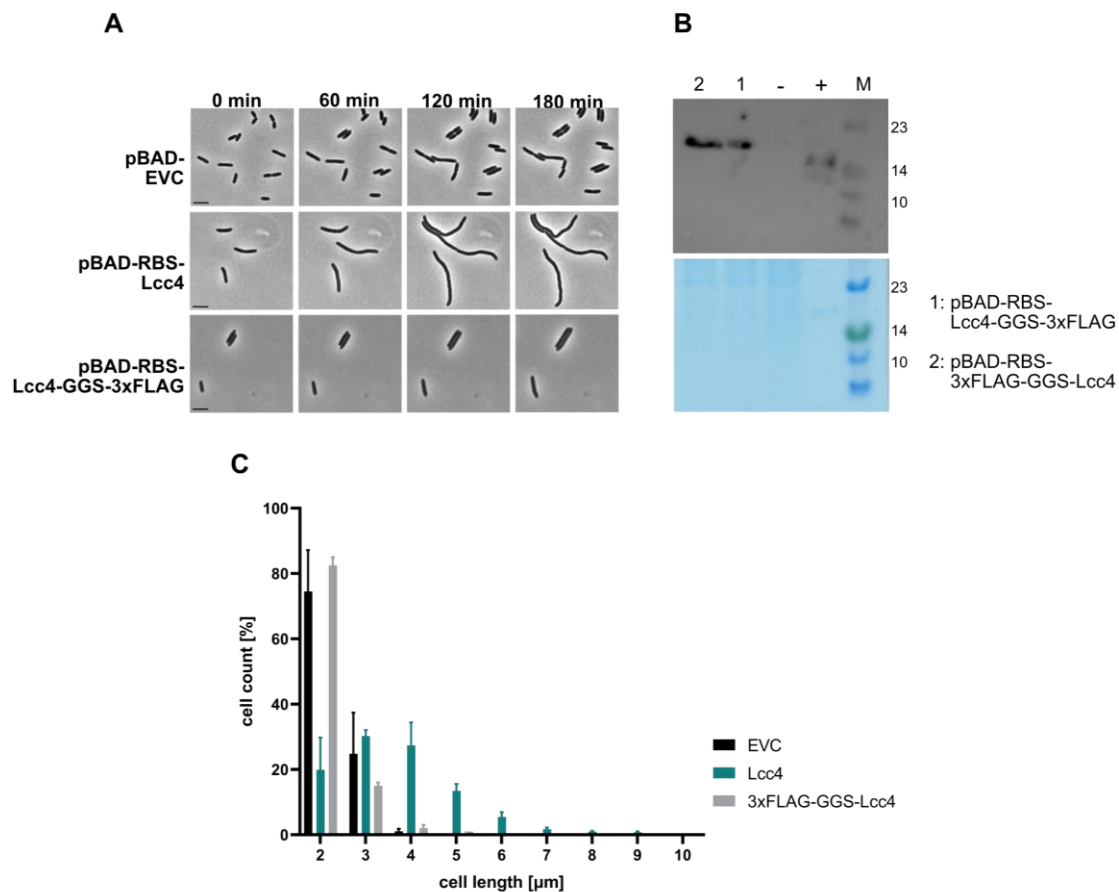 A
0 min 60 min 120 min 180 min
pBAD-
EVC
pBAD-RBS-
Lcc4
pBAD-RBS-
Lcc4-GGS-3xFLAG
B
2 1 - + M
23
14
10
23
14
10
1: pBAD-RBS-
Lcc4-GGS-3xFLAG
2: pBAD-RBS-
3xFLAG-GGS-Lcc4
C
100
80
60
40
20
0
cell count [%]
2 3 4 5 6 7 8 9 10
cell length [µm]
EVC
Lcc4
3xFLAG-GGS-Lcc4